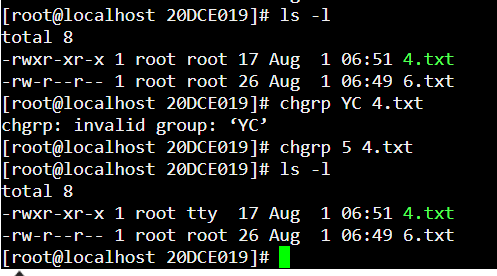 [root@localhost 20DCE019]# ls -l
total 8
-rwxr-xr-x 1 root root 17 Aug  1 06:51 4.txt
-rw-r--r-- 1 root root 26 Aug  1 06:49 6.txt
[root@localhost 20DCE019]# chgrp YC 4.txt
chgrp: invalid group: ‘YC’
[root@localhost 20DCE019]# chgrp 5 4.txt
[root@localhost 20DCE019]# ls -l
total 8
-rwxr-xr-x 1 root tty  17 Aug  1 06:51 4.txt
-rw-r--r-- 1 root root 26 Aug  1 06:49 6.txt
[root@localhost 20DCE019]#